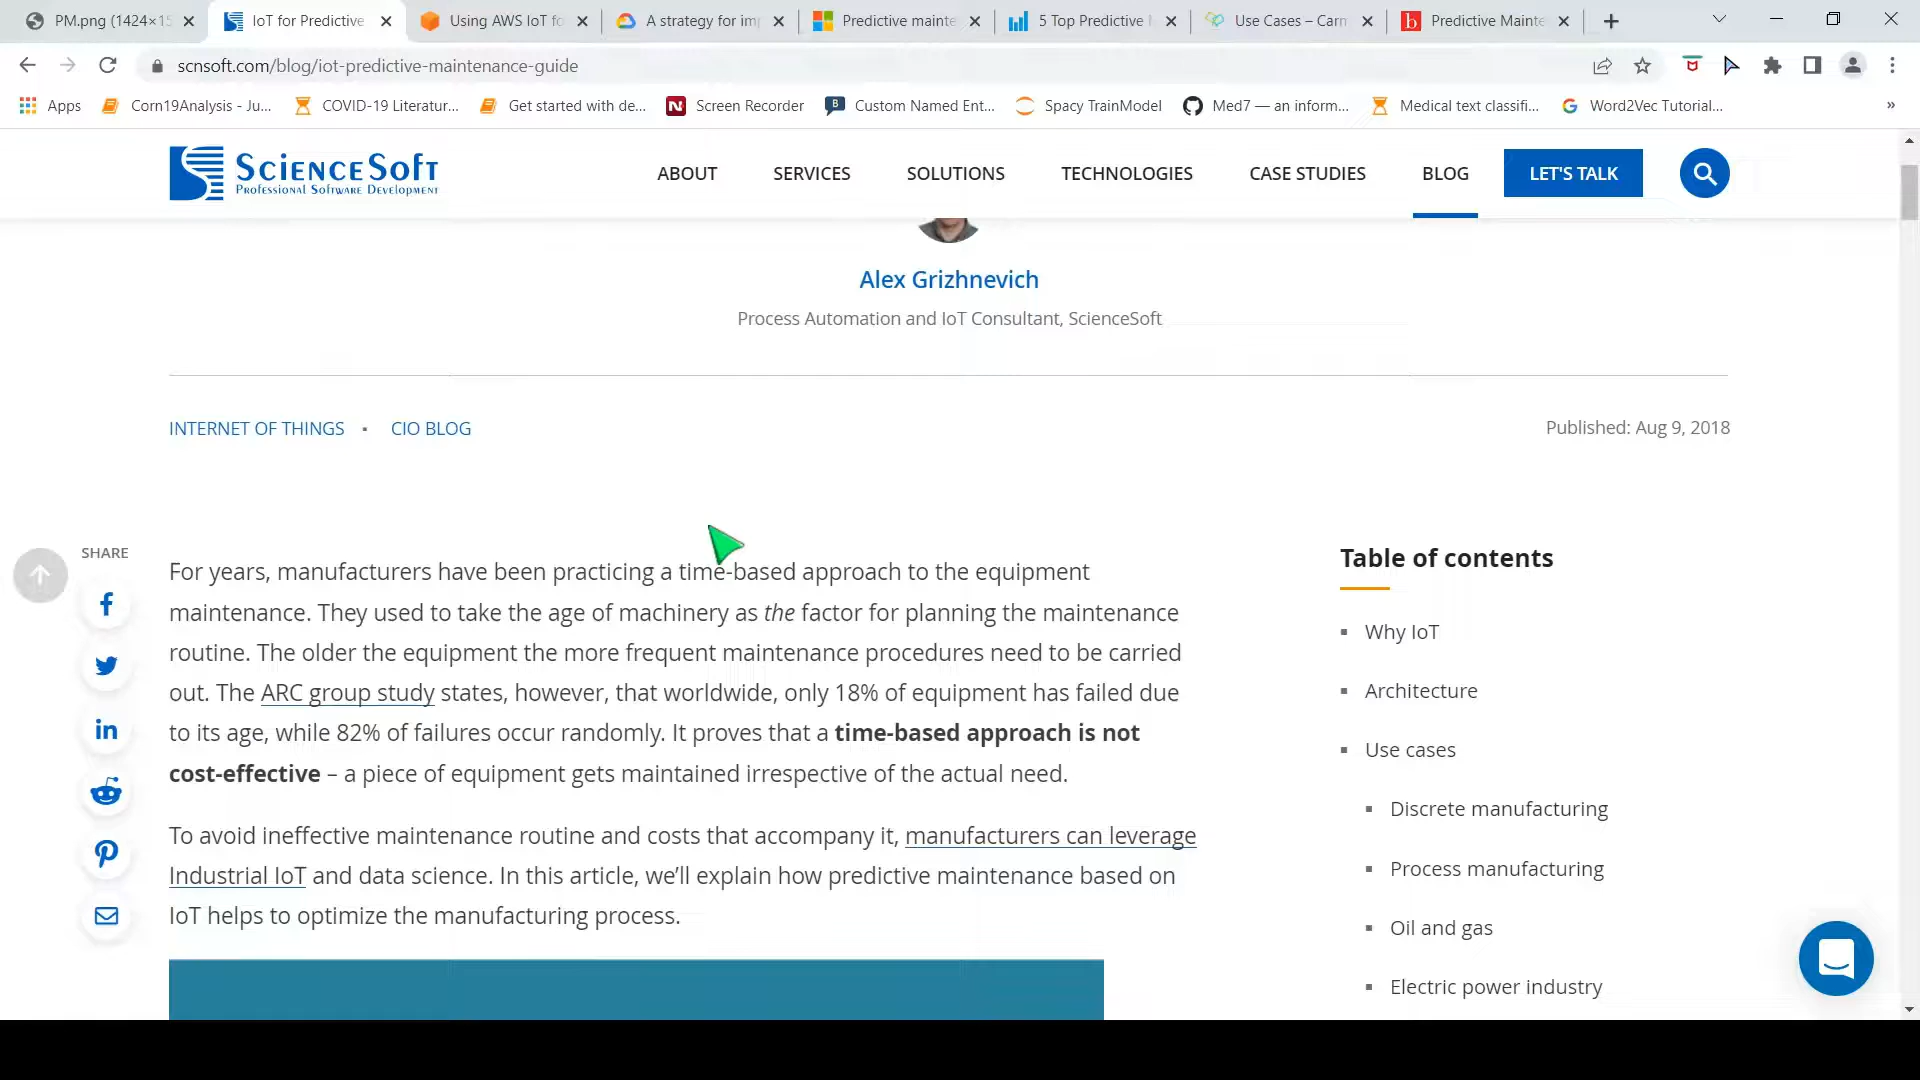 PM.png (1424×15
IoT for Predictive
Using AWS IoT fo
A strategy for imp
Predictive mainte
5 Top Predictive
Use Cases – Carn
Predictive Mainte
scnsoft.com/blog/iot-predictive-maintenance-guide
Apps
Corn19Analysis - Ju...
COVID-19 Literatur...
Get started with de...
N Screen Recorder
B Custom Named Ent...
Spacy TrainModel
Med7 — an inform...
Medical text classifi...
Word2Vec Tutorial...
»
ScienceSoft
Professional Software Development
ABOUT
SERVICES
SOLUTIONS
TECHNOLOGIES
CASE STUDIES
BLOG
LET'S TALK
Alex Grizhnevich
Process Automation and IoT Consultant, ScienceSoft
INTERNET OF THINGS ▪ CIO BLOG
Published: Aug 9, 2018
SHARE
For years, manufacturers have been practicing a time-based approach to the equipment
maintenance. They used to take the age of machinery as the factor for planning the maintenance
routine. The older the equipment the more frequent maintenance procedures need to be carried
out. The ARC group study states, however, that worldwide, only 18% of equipment has failed due
to its age, while 82% of failures occur randomly. It proves that a time-based approach is not
cost-effective – a piece of equipment gets maintained irrespective of the actual need.
To avoid ineffective maintenance routine and costs that accompany it, manufacturers can leverage
Industrial IoT and data science. In this article, we’ll explain how predictive maintenance based on
IoT helps to optimize the manufacturing process.
Table of contents
▪ Why IoT
▪ Architecture
▪ Use cases
▪ Discrete manufacturing
▪ Process manufacturing
▪ Oil and gas
▪ Electric power industry